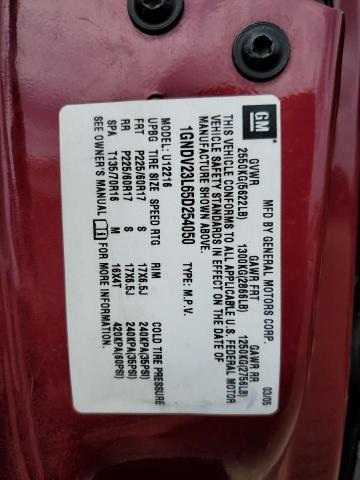 GM
MFD BY GENERAL MOTORS CORP. 03/05
GVWR GAWR FRT GAWR RR
2550KG(5622LB) 1300KG(2866LB) 1250KG(2756LB)
THIS VEHICLE CONFORMS TO ALL APPLICABLE U.S. FEDERAL MOTOR
VEHICLE SAFETY STANDARDS IN EFFECT ON THE DATE OF
MANUFACTURE SHOWN ABOVE.
1GNDV23L65D254050 TYPE: M.P.V.
MODEL: U12216
UPBG TIRE SIZE SPEED RTG RIM COLD TIRE PRESSURE
FRT P225/60R17 S 17X6.5J 240KPA(35PSI)
RR P225/60R17 S 17X6.5J 240KPA(35PSI)
SPA T135/70R16 M 16X4T 420KPA(60PSI)
SEE OWNER'S MANUAL FOR ADDITIONAL INFORMATION.